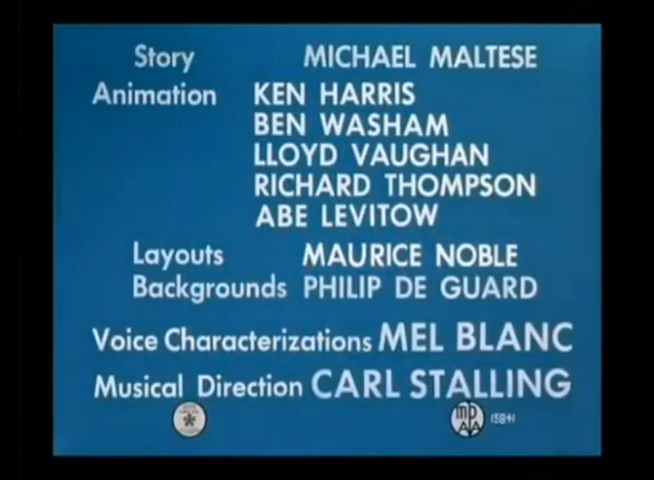 Story MICHAEL MALTESE
Animation KEN HARRIS
BEN WASHAM
LLOYD VAUGHAN
RICHARD THOMPSON
ABE LEVITOW
Layouts MAURICE NOBLE
Backgrounds PHILIP DE GUARD
Voice Characterizations MEL BLANC
Musical Direction CARL STALLING